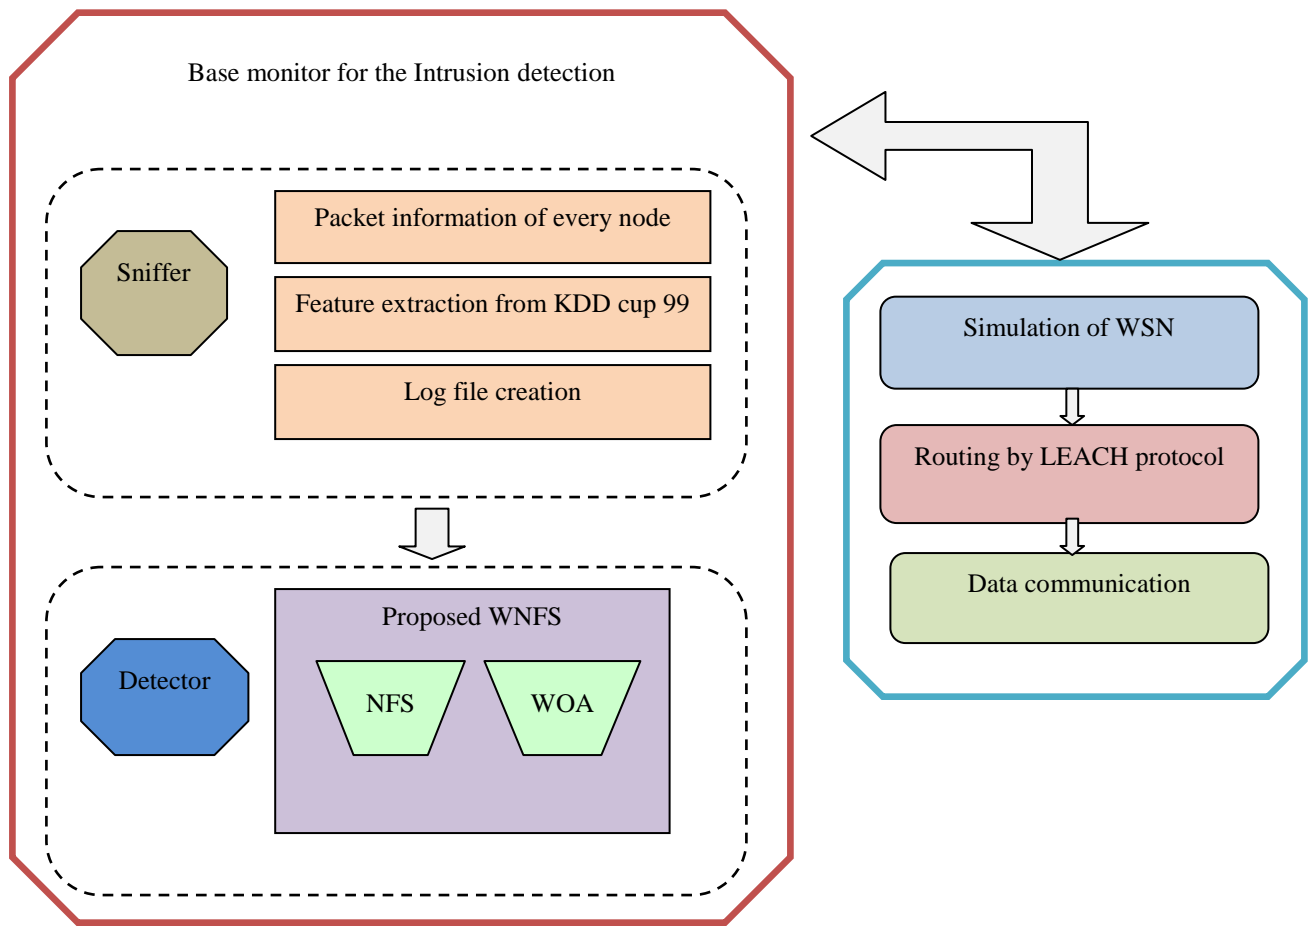 Base monitor for the Intrusion detection
Sniffer
Packet information of every node
Feature extraction from KDD cup 99
Log file creation
Detector
Proposed WNFS
NFS
WOA
Simulation of WSN
Routing by LEACH protocol
Data communication